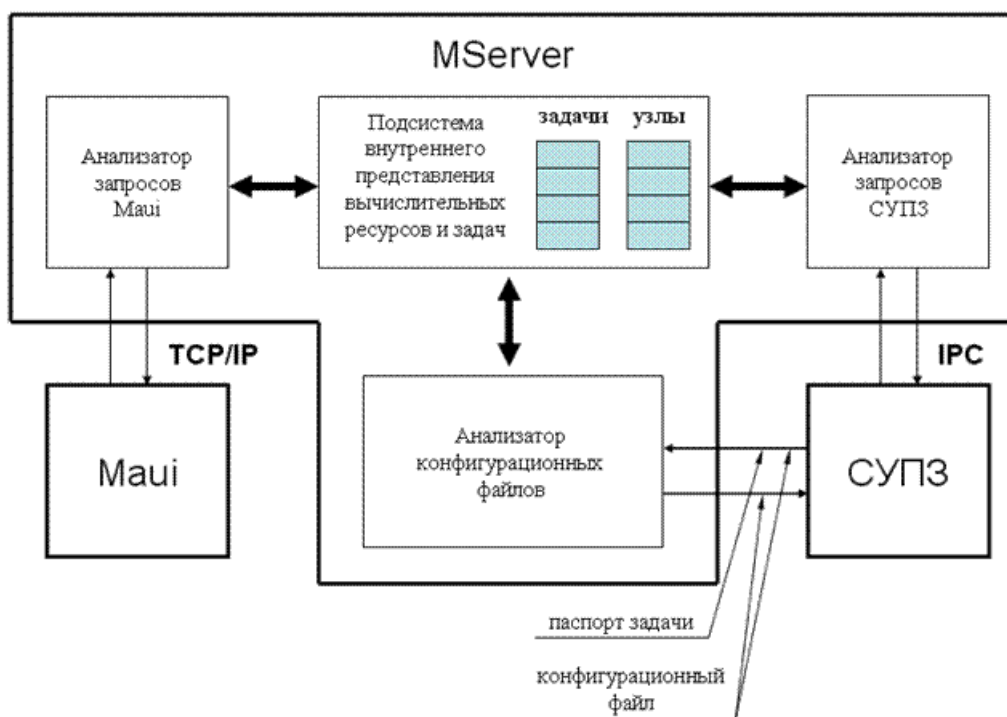 MServer
Анализатор
запросов
Maui
Подсистема
внутреннего
представления
вычислительных
ресурсов и задач
задачи
узлы
Анализатор
запросов
СУПЗ
TCP/IP
IPC
Maui
Анализатор
конфигурационных
файлов
СУПЗ
паспорт задачи
конфигурационный
файл